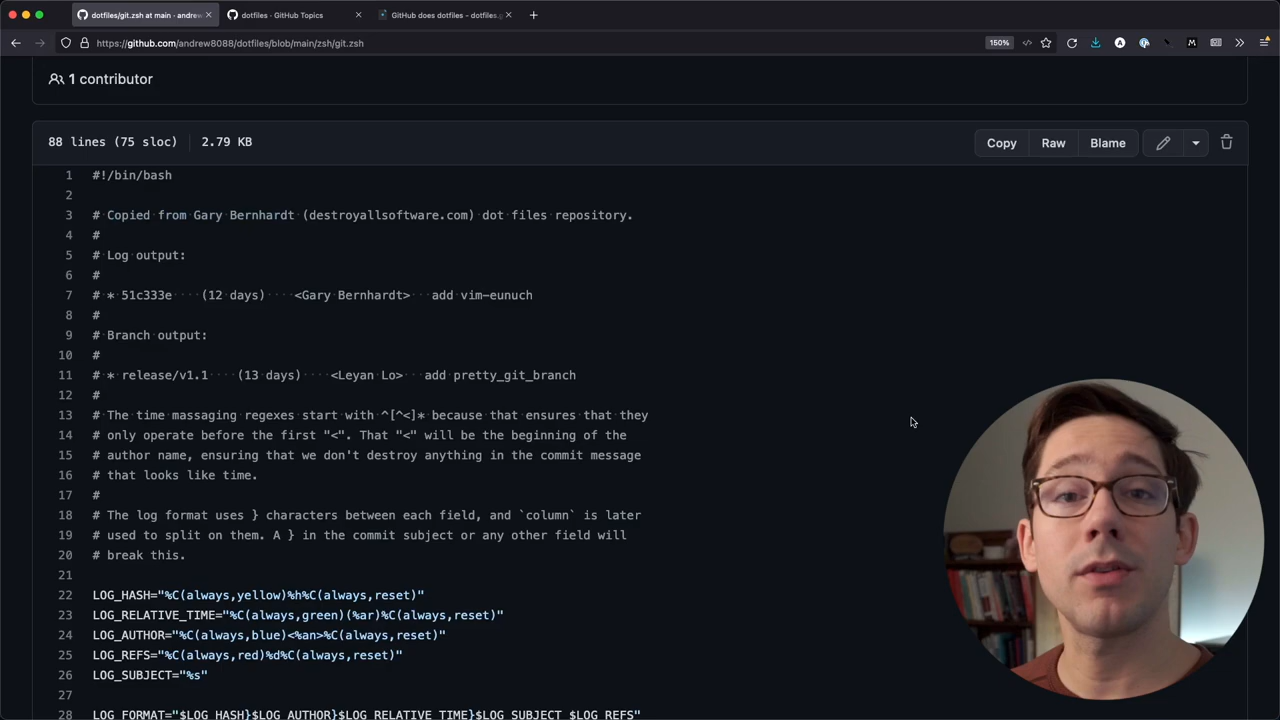 dotfiles/git.zsh at main · andrew
dotfiles · GitHub Topics
GitHub does dotfiles - dotfiles.g
https://github.com/andrew8088/dotfiles/blob/main/zsh/git.zsh
150%
1 contributor
88 lines (75 sloc)
2.79 KB
Copy
Raw
Blame
1 #!/bin/bash
2
3 # Copied from Gary Bernhardt (destroyallsoftware.com) dot files repository.
4 #
5 # Log output:
6 #
7 # * 51c333e    (12 days)    <Gary Bernhardt>   add vim-eunuch
8 #
9 # Branch output:
10 #
11 # * release/v1.1    (13 days)    <Leyan Lo>   add pretty_git_branch
12 #
13 # The time massaging regexes start with ^[^<]* because that ensures that they
14 # only operate before the first "<". That "<" will be the beginning of the
15 # author name, ensuring that we don't destroy anything in the commit message
16 # that looks like time.
17 #
18 # The log format uses } characters between each field, and `column` is later
19 # used to split on them. A } in the commit subject or any other field will
20 # break this.
21
22 LOG_HASH="%C(always,yellow)%h%C(always,reset)"
23 LOG_RELATIVE_TIME="%C(always,green)(%ar)%C(always,reset)"
24 LOG_AUTHOR="%C(always,blue)<%an>%C(always,reset)"
25 LOG_REFS="%C(always,red)%d%C(always,reset)"
26 LOG_SUBJECT="%s"
27
28 LOG_FORMAT="$LOG_HASH}$LOG_AUTHOR}$LOG_RELATIVE_TIME}$LOG_SUBJECT $LOG_REFS"